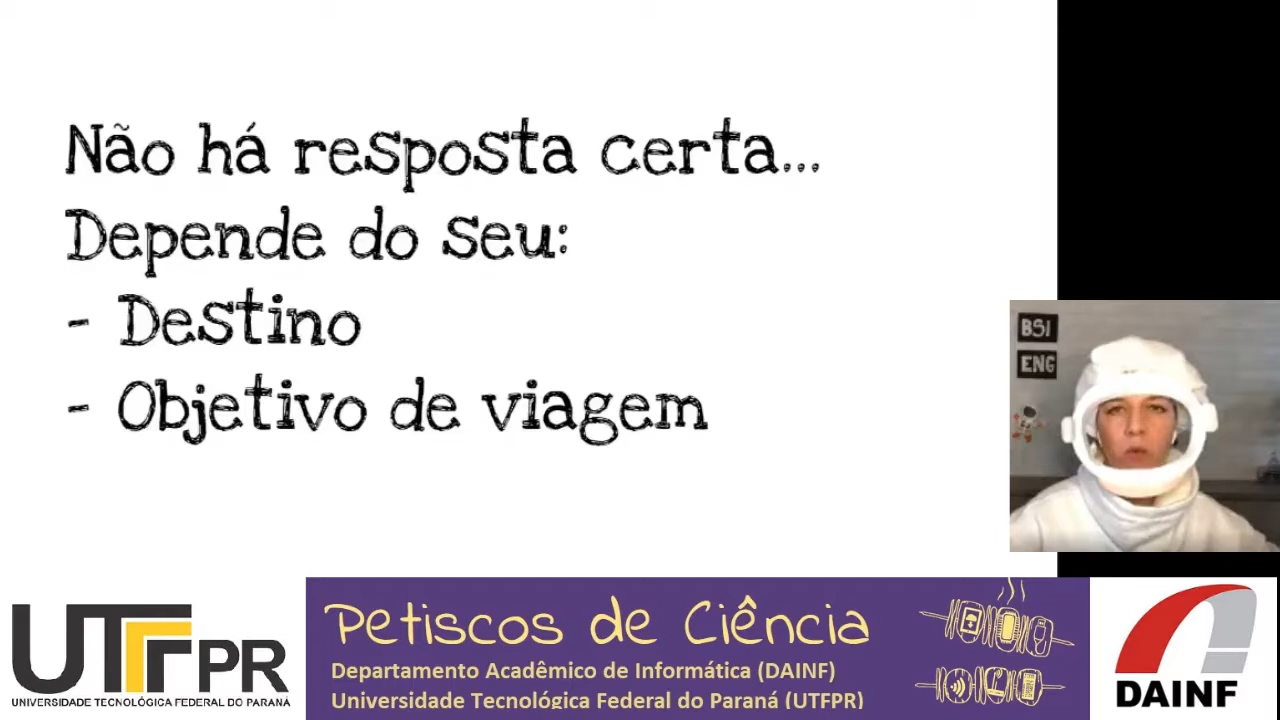 Não há resposta certa...
Depende do seu:
- Destino
- Objetivo de viagem
BSI
ENG
UTFPR
UNIVERSIDADE TECNOLÓGICA FEDERAL DO PARANÁ
Petiscos de Ciência
Departamento Acadêmico de Informática (DAINF)
Universidade Tecnológica Federal do Paraná (UTFPR)
DAINF